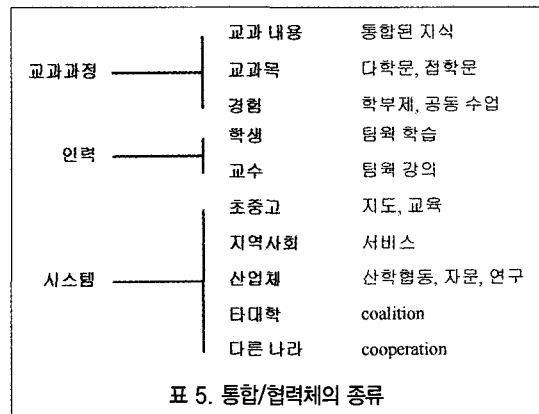 교과 내용 통합된 지식
교과과정 교과목 다학문, 접학문
경험 학부제, 공동 수업
학생 팀웍 학습
인력
교수 팀웍 강의
초중고 지도, 교육
지역사회 서비스
시스템 산업체 산학협동, 자문, 연구
타대학 coalition
다른 나라 cooperation
표 5. 통합/협력체의 종류